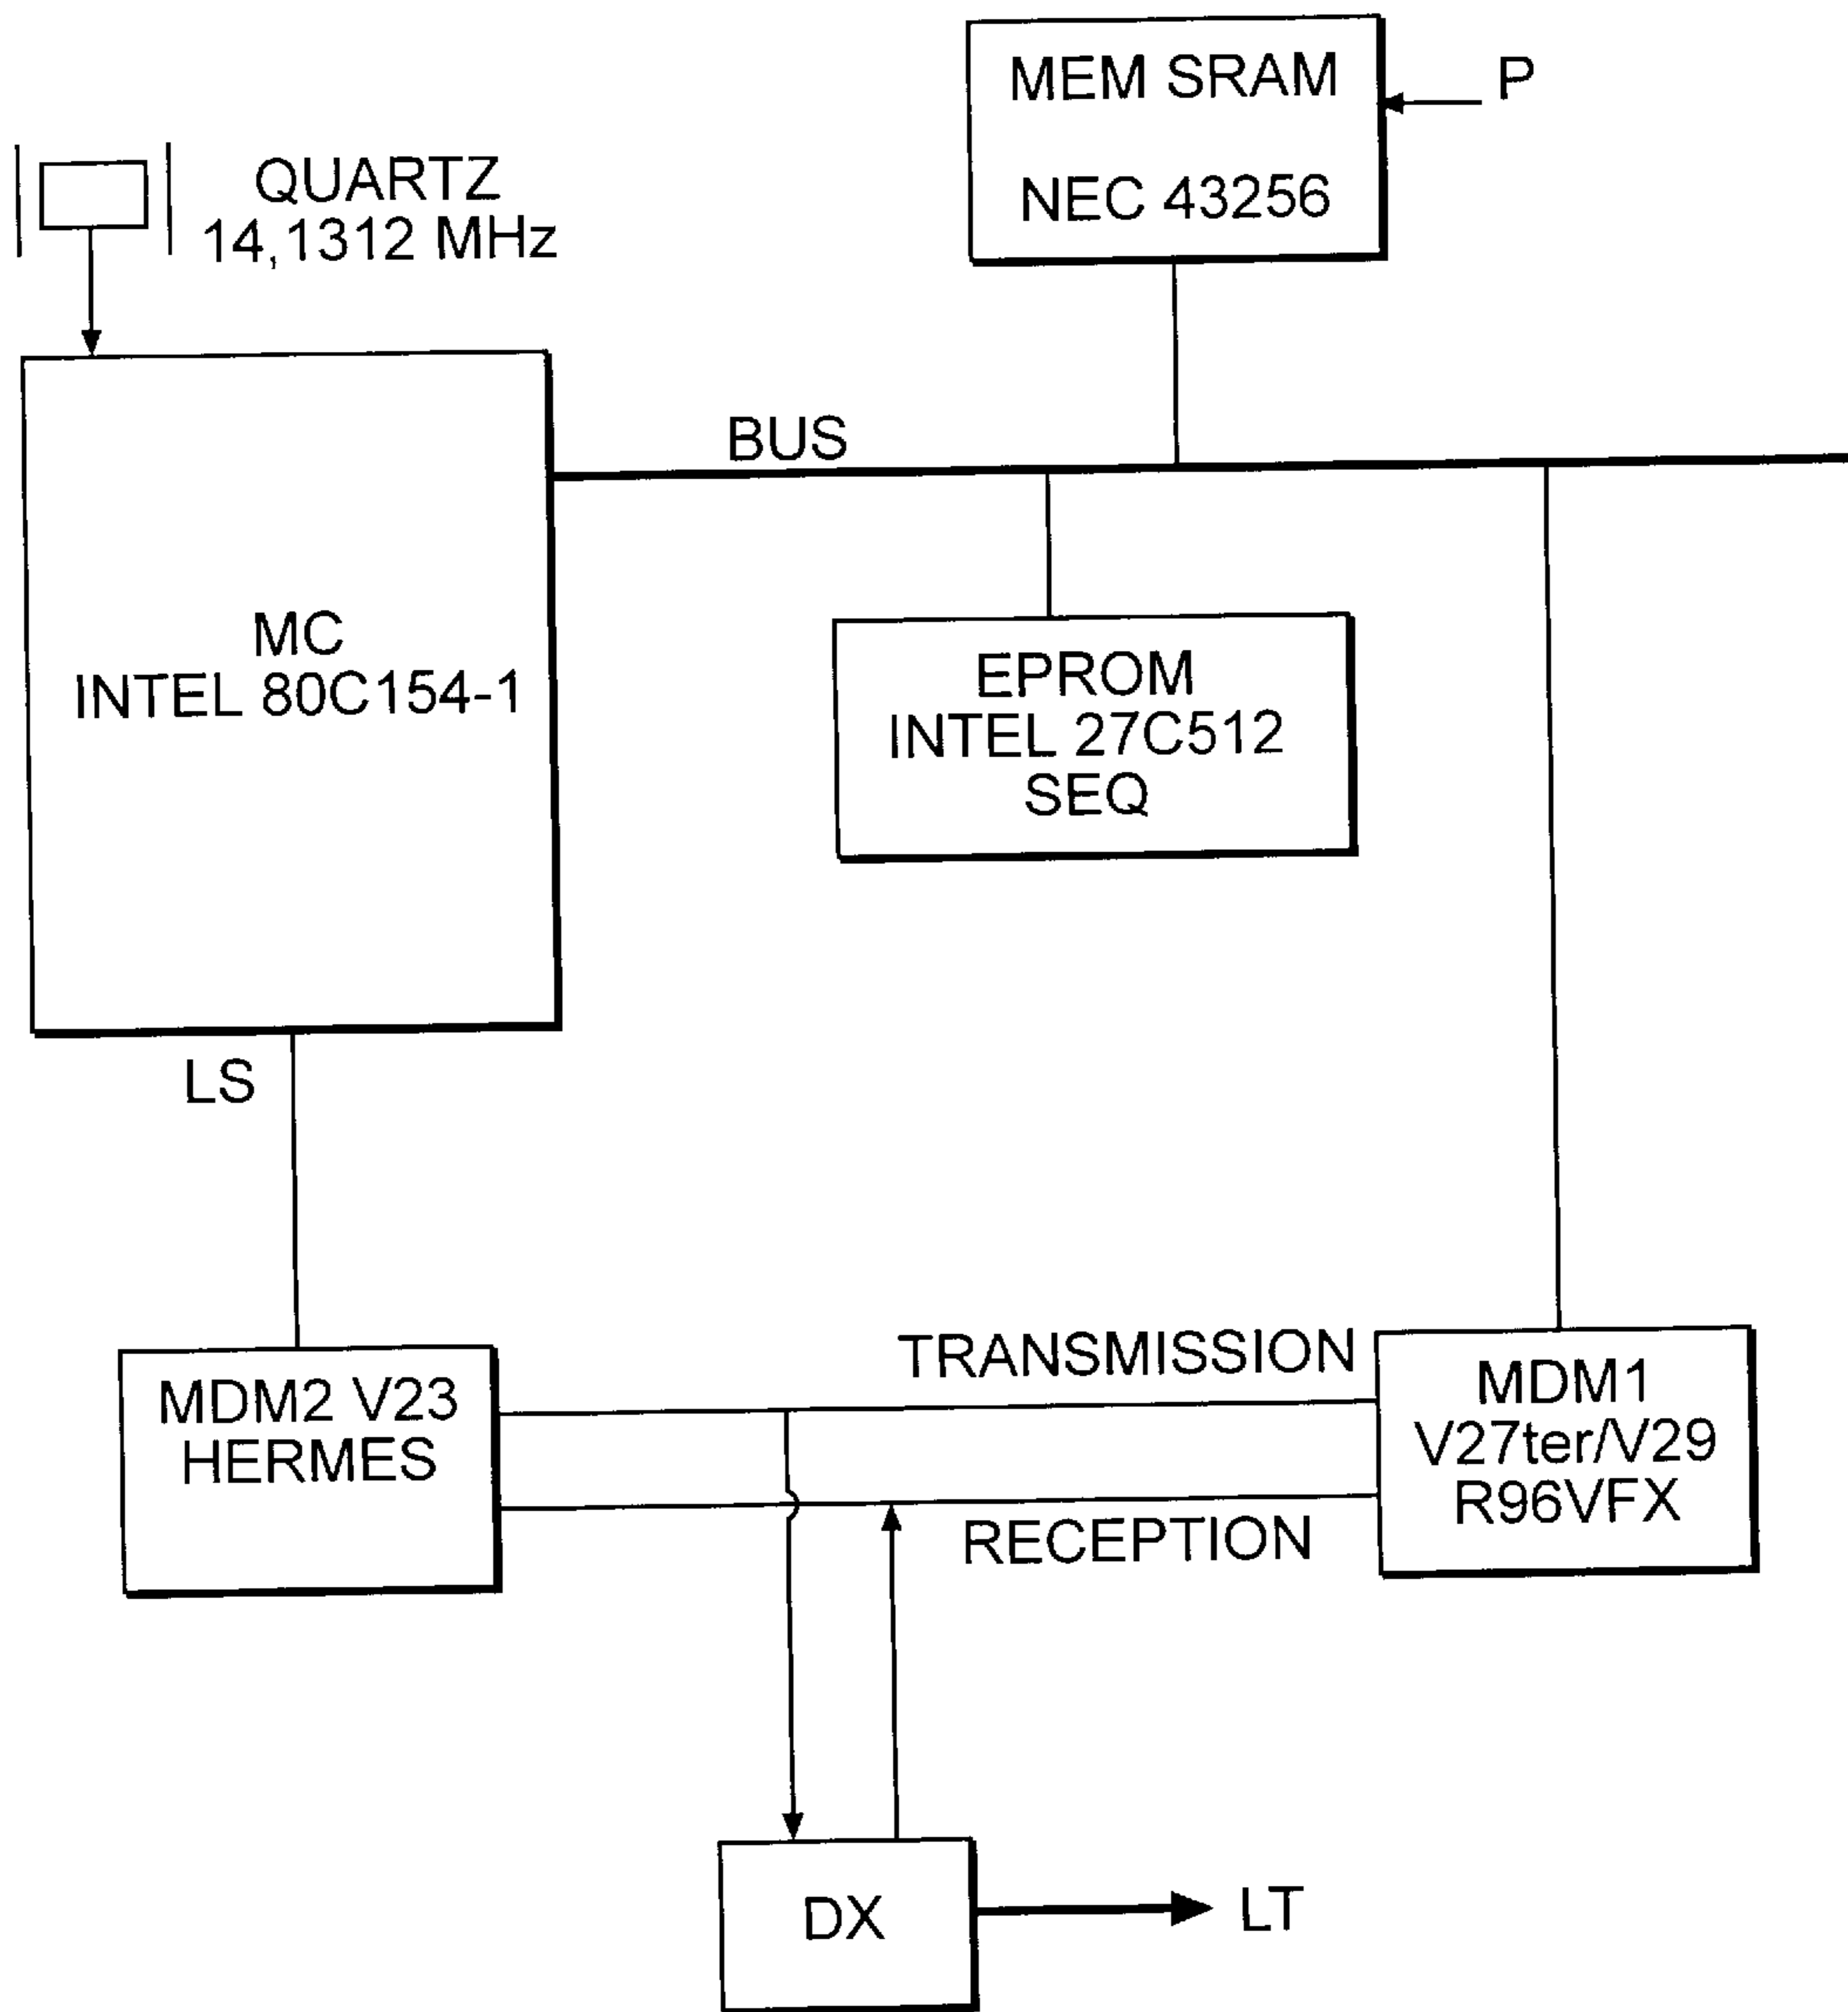 MEM SRAM
NEC 43256
P
QUARTZ
14,1312 MHz
BUS
MC
INTEL 80C154-1
EPROM
INTEL 27C512
SEQ
LS
TRANSMISSION
MDM2 V23
HERMES
MDM1
V27ter/V29
R96VFX
RECEPTION
DX
LT